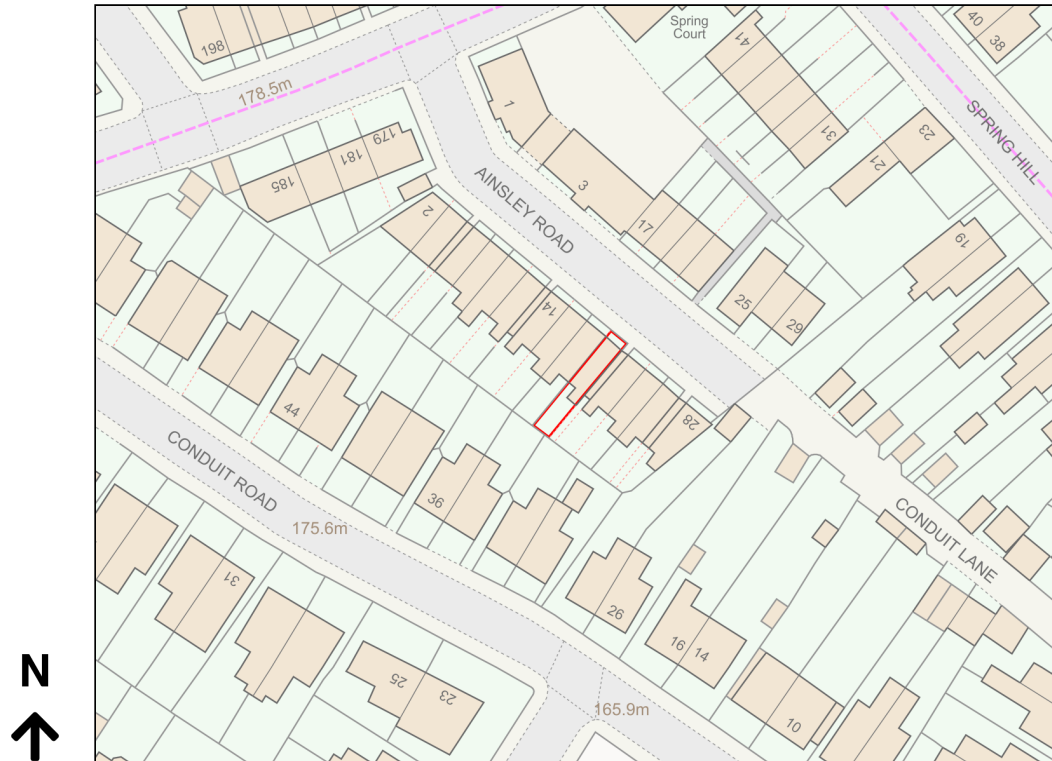 Spring
Court
40
38
41
198
178.5m
1
31
23
SPRING HILL
179
181
185
21
3
AINSLEY ROAD
2
17
19
25
29
14
44
28
CONDUIT ROAD
36
175.6m
CONDUIT LANE
31
26
16
14
25
23
165.9m
10
N